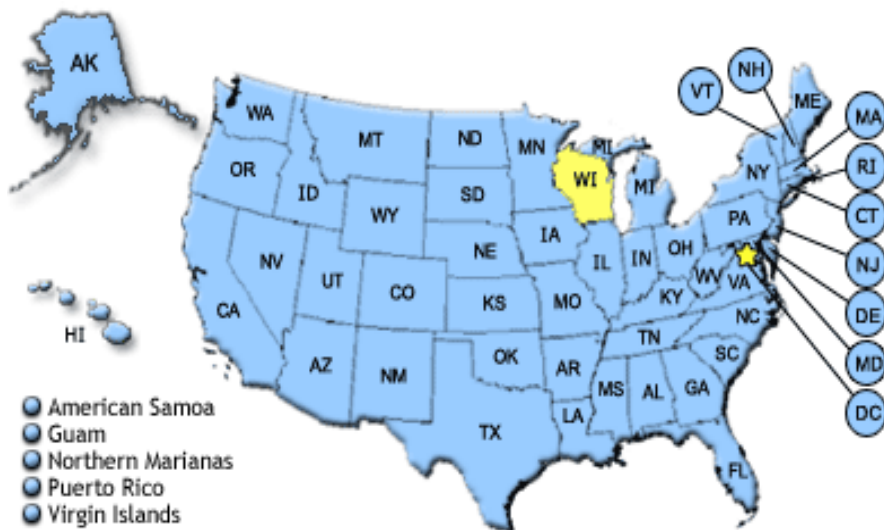 AK
NH
VT
ME
WA
MT
ND
MN
MI
MA
OR
ID
SD
WI
MI
NY
RI
WY
CT
IA
PA
NE
NV
UT
IL
IN
OH
NJ
CO
WV
VA
CA
KS
MO
KY
DE
HI
NC
TN
AZ
NM
OK
AR
SC
MD
MS
AL
GA
DC
American Samoa
LA
Guam
TX
Northern Marianas
FL
Puerto Rico
Virgin Islands